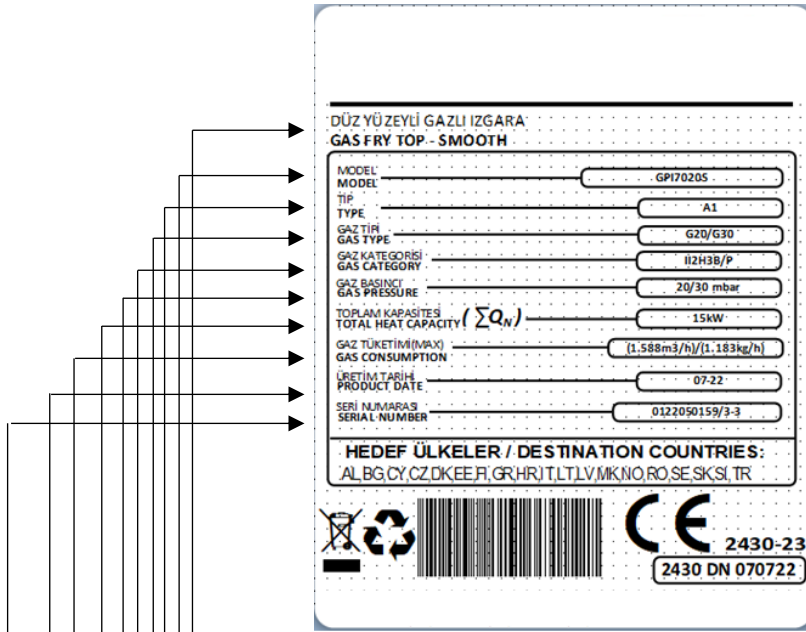 DÜZ YÜZEYLİ GAZLI IZGARA
GAS FRY TOP - SMOOTH
MODEL
MODEL
GPI7020S
TİP
TYPE
A1
GAZ TİPİ
GAS TYPE
G20/G30
GAZ KATEGORİSİ
GAS CATEGORY
II2H3B/P
GAZ BASINCI
GAS PRESSURE
20/30 mbar
TOPLAM KAPASİTESİ
TOTAL HEAT CAPACITY (∑QN)
15kW
GAZ TÜKETİMİ(MAX)
GAS CONSUMPTION
(1.588m3/h)/(1.183kg/h)
ÜRETİM TARİHİ
PRODUCT DATE
07-22
SERİ NUMARASI
SERIAL NUMBER
0122050159/3-3
HEDEF ÜLKELER / DESTINATION COUNTRIES:
AL,BG,CY,CZ,DK,EE,FI,GR,HR,IT,LT,LV,MK,NO,RO,SE,SK,SI,TR
CE
2430-23
2430 DN 070722